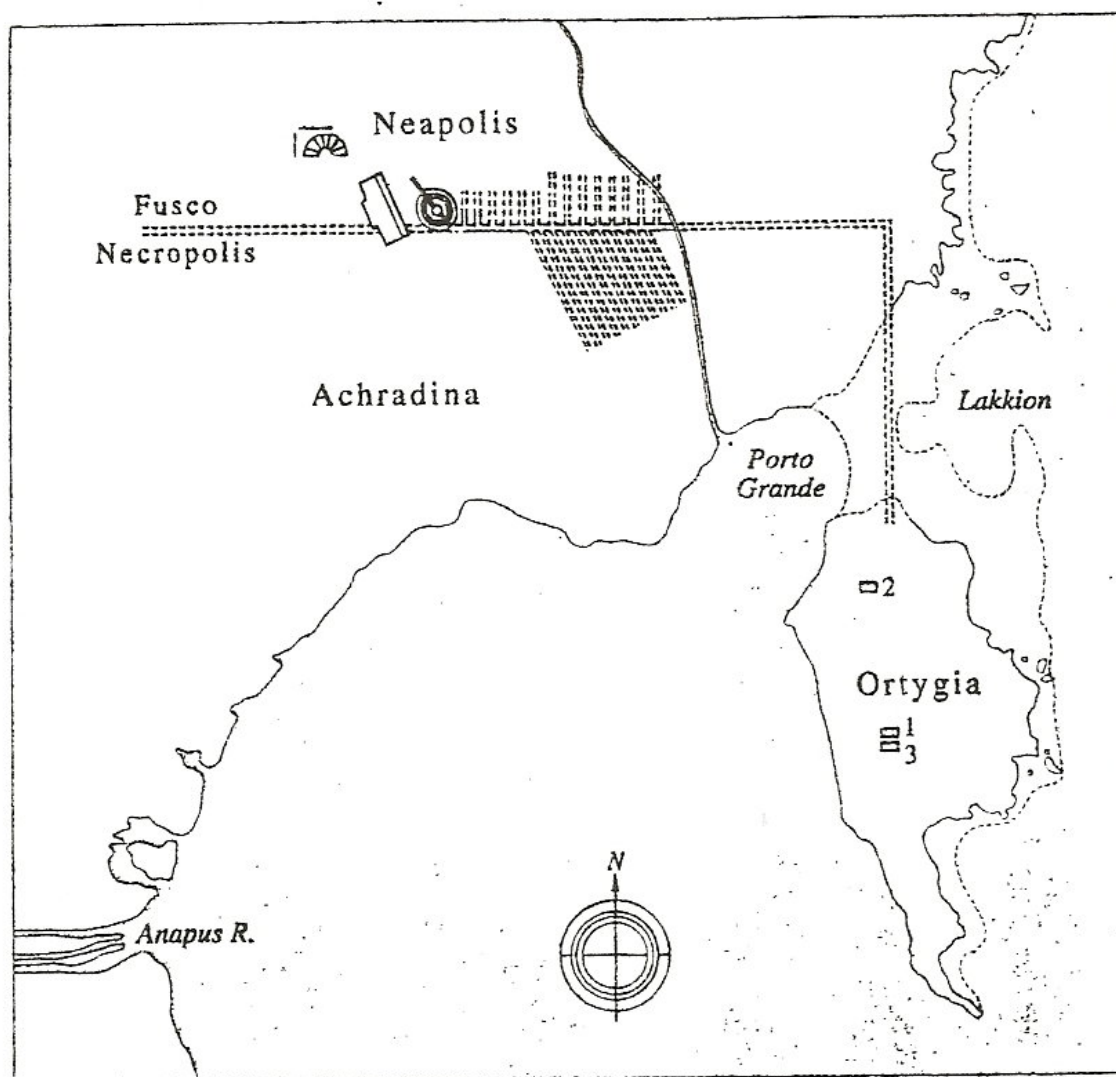 Neapolis
Fusco
Necropolis
Achradina
Lakkion
Porto
Grande
2
Ortygia
1
3
N
Anapus R.